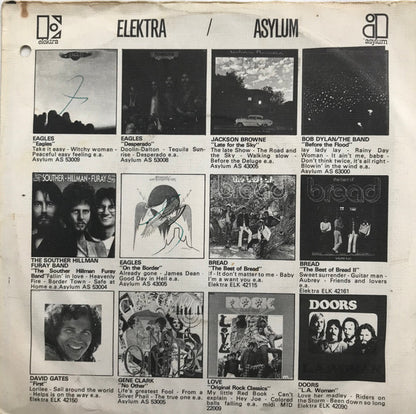 elektra
ELEKTRA / ASYLUM
asylum
EAGLES
"Eagles"
Take it easy - Witchy woman -
Peaceful easy feeling e.a.
Asylum AS 53009
EAGLES
"Desperado"
Doolin-Dalton - Tequila Sun-
rise - Desperado e.a.
Asylum AS 53008
JACKSON BROWNE
"Late for the Sky"
The late Show - The Road and
the Sky - Walking slow -
Before the Deluge e.a.
Asylum AS 43005
BOB DYLAN/THE BAND
"Before the Flood"
lay lady lay - Rainy Day
Woman - It ain't me, babe -
Don't think twice, It's all right -
Blowin' in the wind e.a.
Asylum AS 63000
THE SOUTHER-HILLMAN-
FURAY BAND
THE SOUTHER HILLMAN
FURAY BAND
"The Souther Hillman Furay
Band"
Fallin' in love - Heavenly
Fire - Border Town - Safe at
Home e.a. Asylum AS 53004
EAGLES
"On the Border"
Already gone - James Dean
Good Day in Hell e.a.
Asylum AS 43005
BREAD
"The Best of Bread"
If - It don't matter to me - Baby
I'm a want you e.a.
Elektra ELK 42115
bread
BREAD
"The Best of Bread II"
Sweet surrender - Guitar man
Aubrey - Friends and lovers
e.a.
Elektra ELK 42161
DAVID GATES
"First"
Lorilee - Sail around the world
Helps is on the way e.a.
Elektra ELK 42150
GENE CLARK
"No Other"
Life's greatest Fool - From a
Silver Phall - The true one e.a.
Asylum AS 53005
ROCK
LOVE
"Original Rock Classics"
My little Red Book - Can't
explain - Hey Joe - Colored
balls falling e.a. midi MID
22009
DOORS
DOORS
"L.A. Woman"
Love her madley - Riders on
the Storm - Been down so long
Elektra ELK 42090